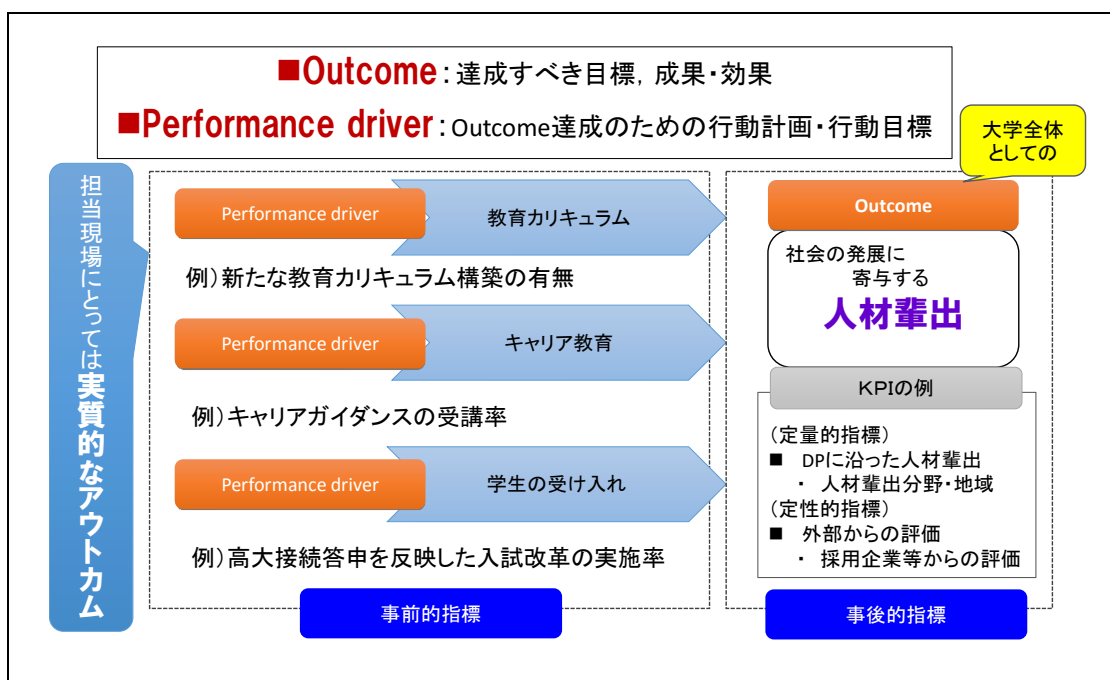 ■Outcome：達成すべき目標，成果・効果
■Performance driver：Outcome達成のための行動計画・行動目標
大学全体
としての
担当現場にとっては実質的なアウトカム
Performance driver
教育カリキュラム
例）新たな教育カリキュラム構築の有無
Performance driver
キャリア教育
例）キャリアガイダンスの受講率
Performance driver
学生の受け入れ
例）高大接続答申を反映した入試改革の実施率
事前的指標
Outcome
社会の発展に
寄与する
人材輩出
ＫＰＩの例
（定量的指標）
■ DPに沿った人材輩出
・ 人材輩出分野・地域
（定性的指標）
■ 外部からの評価
・ 採用企業等からの評価
事後的指標